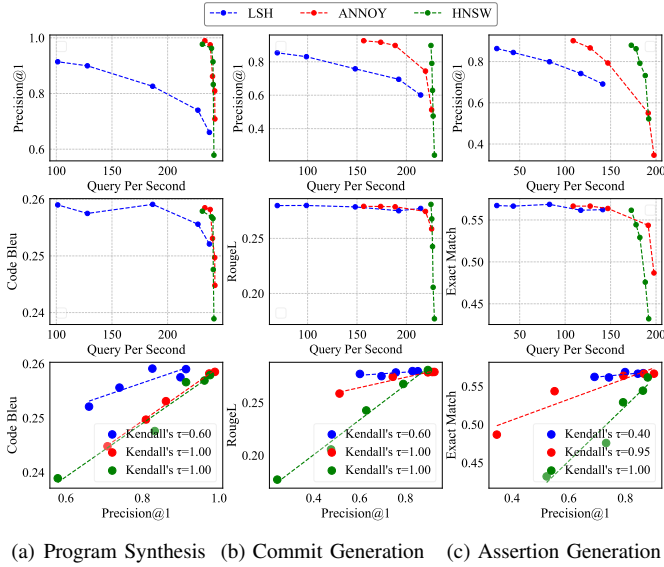 LSH ANNOY HNSW
1.0
0.9
0.8
0.7
0.6
Precision@1
100 150 200
Query Per Second
0.8
0.6
0.4
Precision@1
100 150 200
Query Per Second
1.0
0.8
0.6
0.4
Precision@1
50 100 150 200
Query Per Second
0.26
0.25
0.24
Code Bleu
100 150 200
Query Per Second
0.25
0.20
RougeL
100 150 200
Query Per Second
0.55
0.50
0.45
Exact Match
50 100 150 200
Query Per Second
0.26
0.25
0.24
Code Bleu
Kendall's τ=0.60
Kendall's τ=1.00
Kendall's τ=1.00
0.6 0.8 1.0
Precision@1
0.25
0.20
RougeL
Kendall's τ=0.60
Kendall's τ=1.00
Kendall's τ=1.00
0.4 0.6 0.8
Precision@1
0.55
0.50
0.45
Exact Match
Kendall's τ=0.40
Kendall's τ=0.95
Kendall's τ=1.00
0.4 0.6 0.8
Precision@1
(a) Program Synthesis (b) Commit Generation (c) Assertion Generation